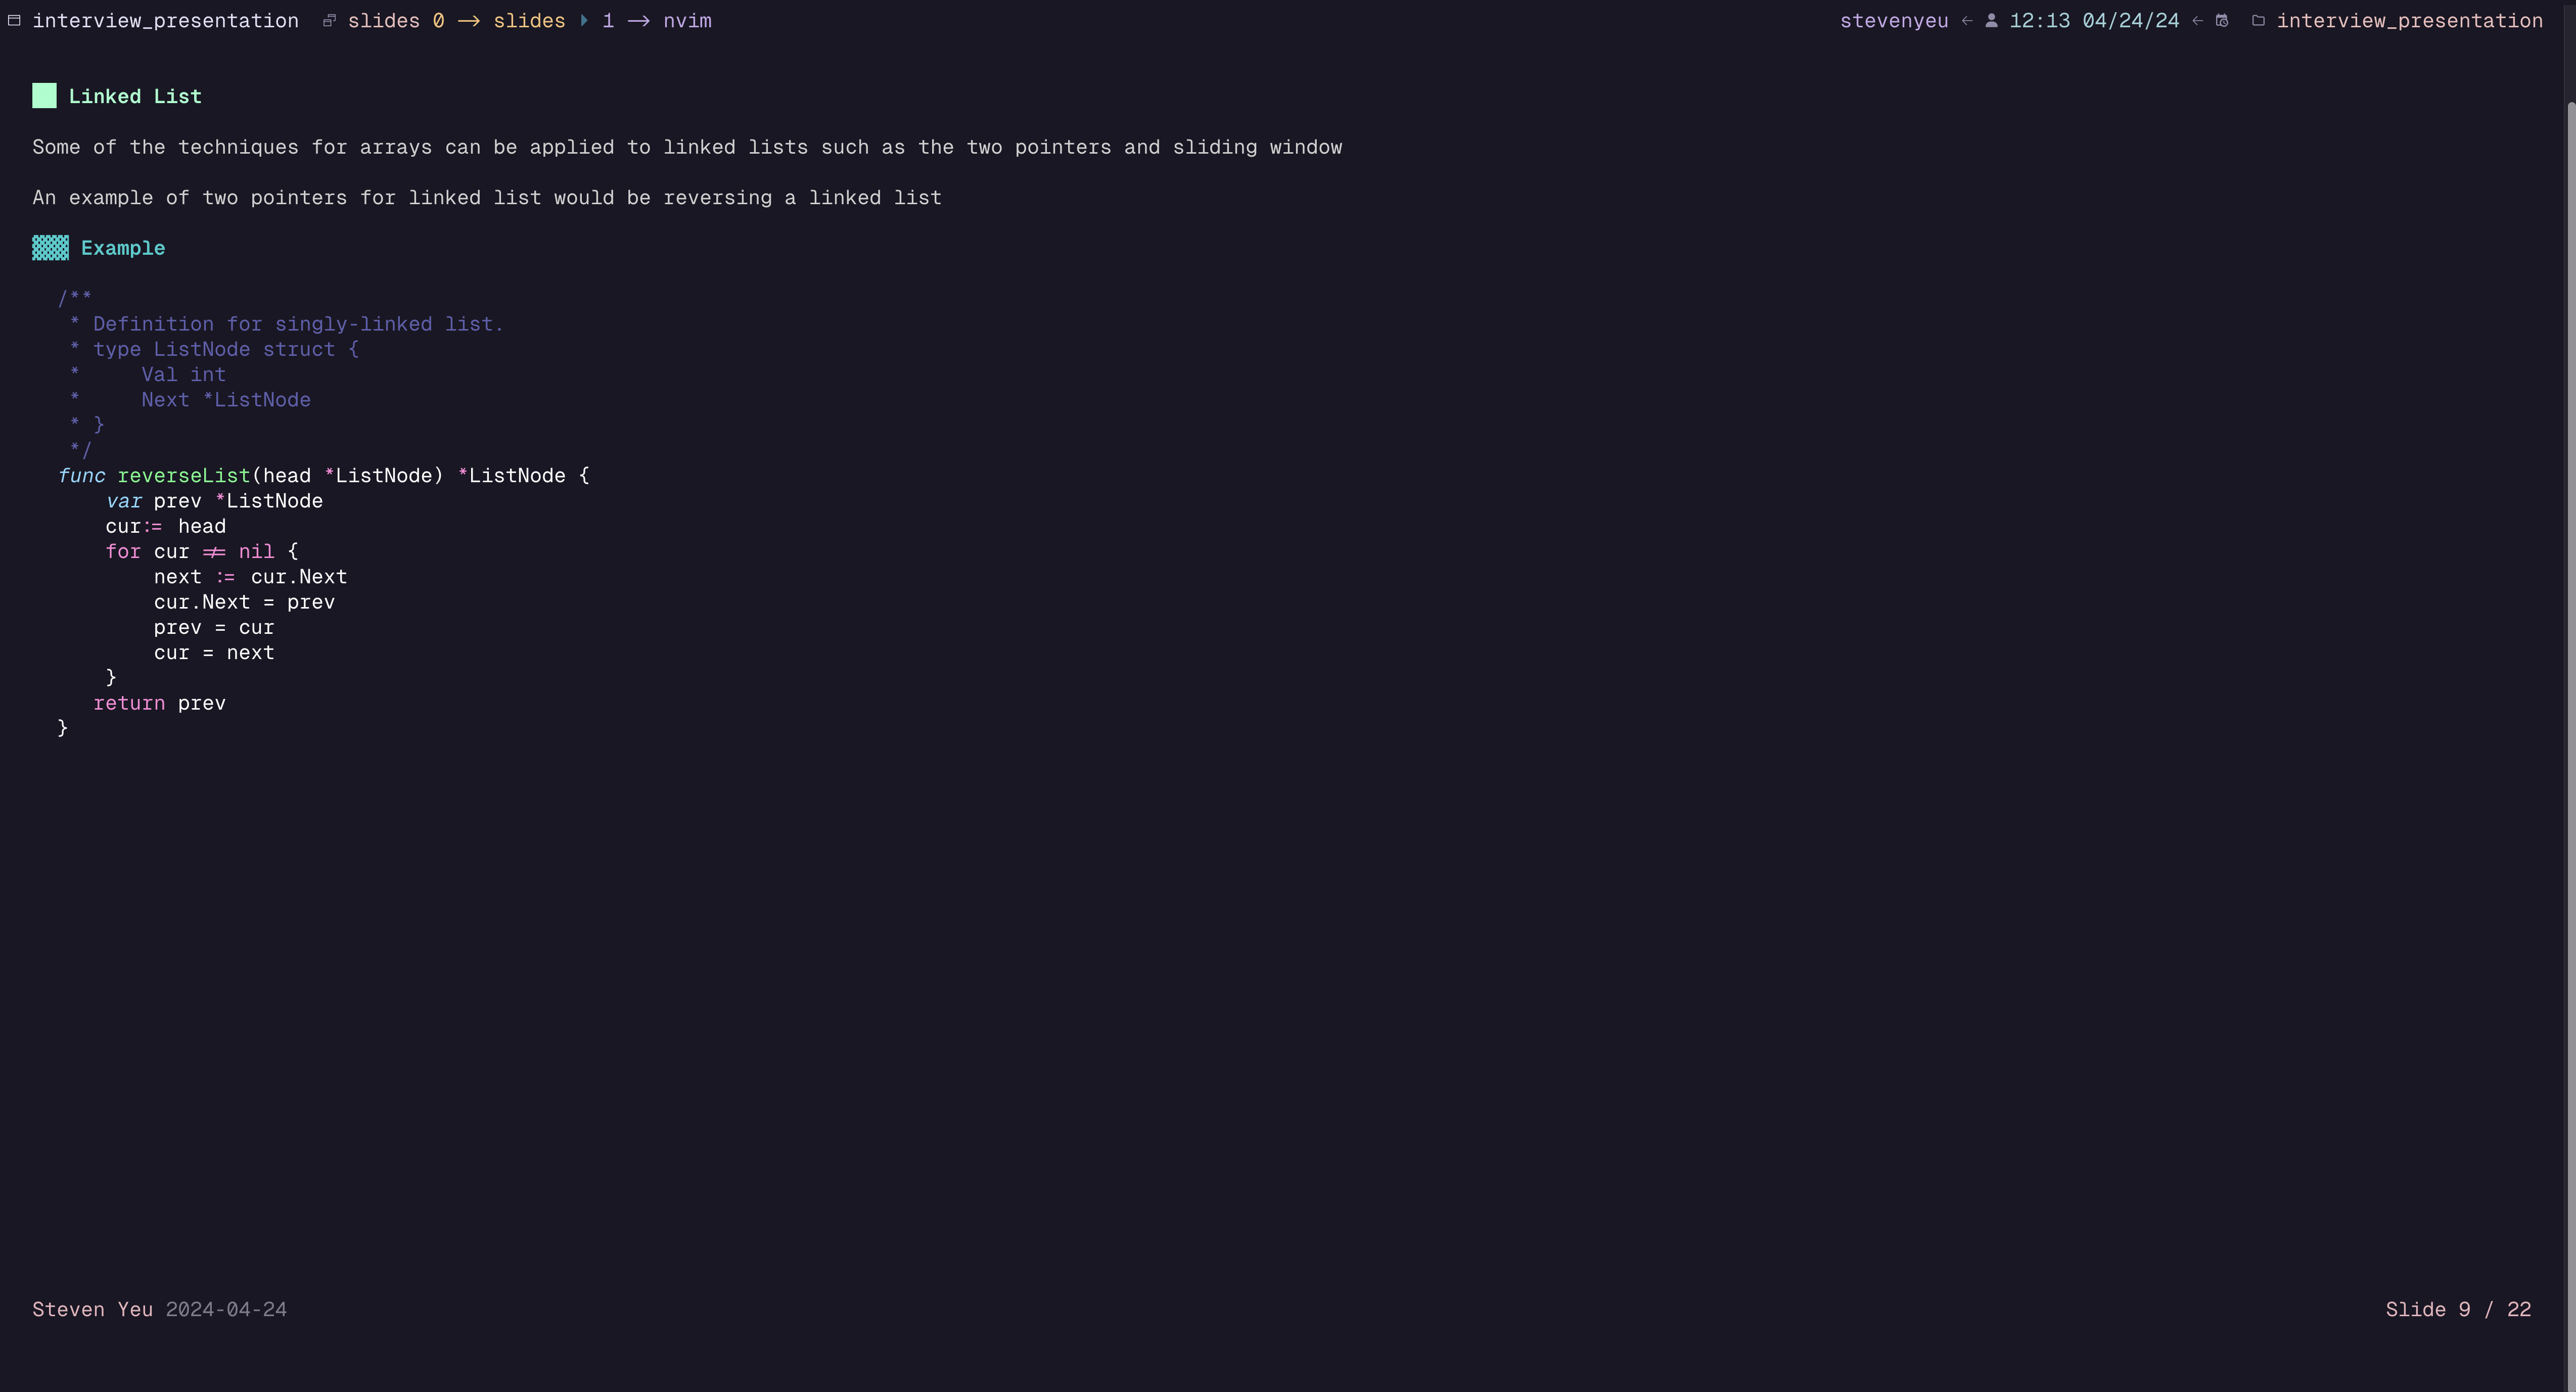 interview_presentation slides 0 → slides 1 → nvim stevenyeu ← 12:13 04/24/24 ← interview_presentation
Linked List
Some of the techniques for arrays can be applied to linked lists such as the two pointers and sliding window
An example of two pointers for linked list would be reversing a linked list
Example
/**
 * Definition for singly-linked list.
 * type ListNode struct {
 *     Val int
 *     Next *ListNode
 * }
 */
func reverseList(head *ListNode) *ListNode {
    var prev *ListNode
    cur:= head
    for cur != nil {
        next := cur.Next
        cur.Next = prev
        prev = cur
        cur = next
    }
   return prev
}
Steven Yeu 2024-04-24 Slide 9 / 22